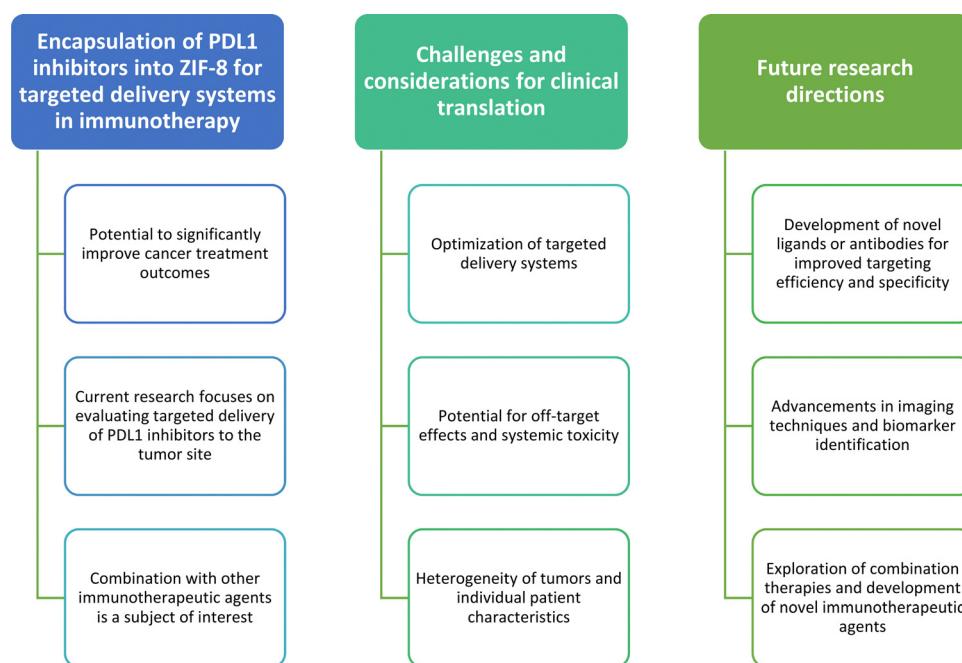 Encapsulation of PDL1
inhibitors into ZIF-8 for
targeted delivery systems
in immunotherapy
Potential to significantly
improve cancer treatment
outcomes
Current research focuses on
evaluating targeted delivery
of PDL1 inhibitors to the
tumor site
Combination with other
immunotherapeutic agents
is a subject of interest
Challenges and
considerations for clinical
translation
Optimization of targeted
delivery systems
Potential for off-target
effects and systemic toxicity
Heterogeneity of tumors and
individual patient
characteristics
Future research
directions
Development of novel
ligands or antibodies for
improved targeting
efficiency and specificity
Advancements in imaging
techniques and biomarker
identification
Exploration of combination
therapies and development
of novel immunotherapeutic
agents